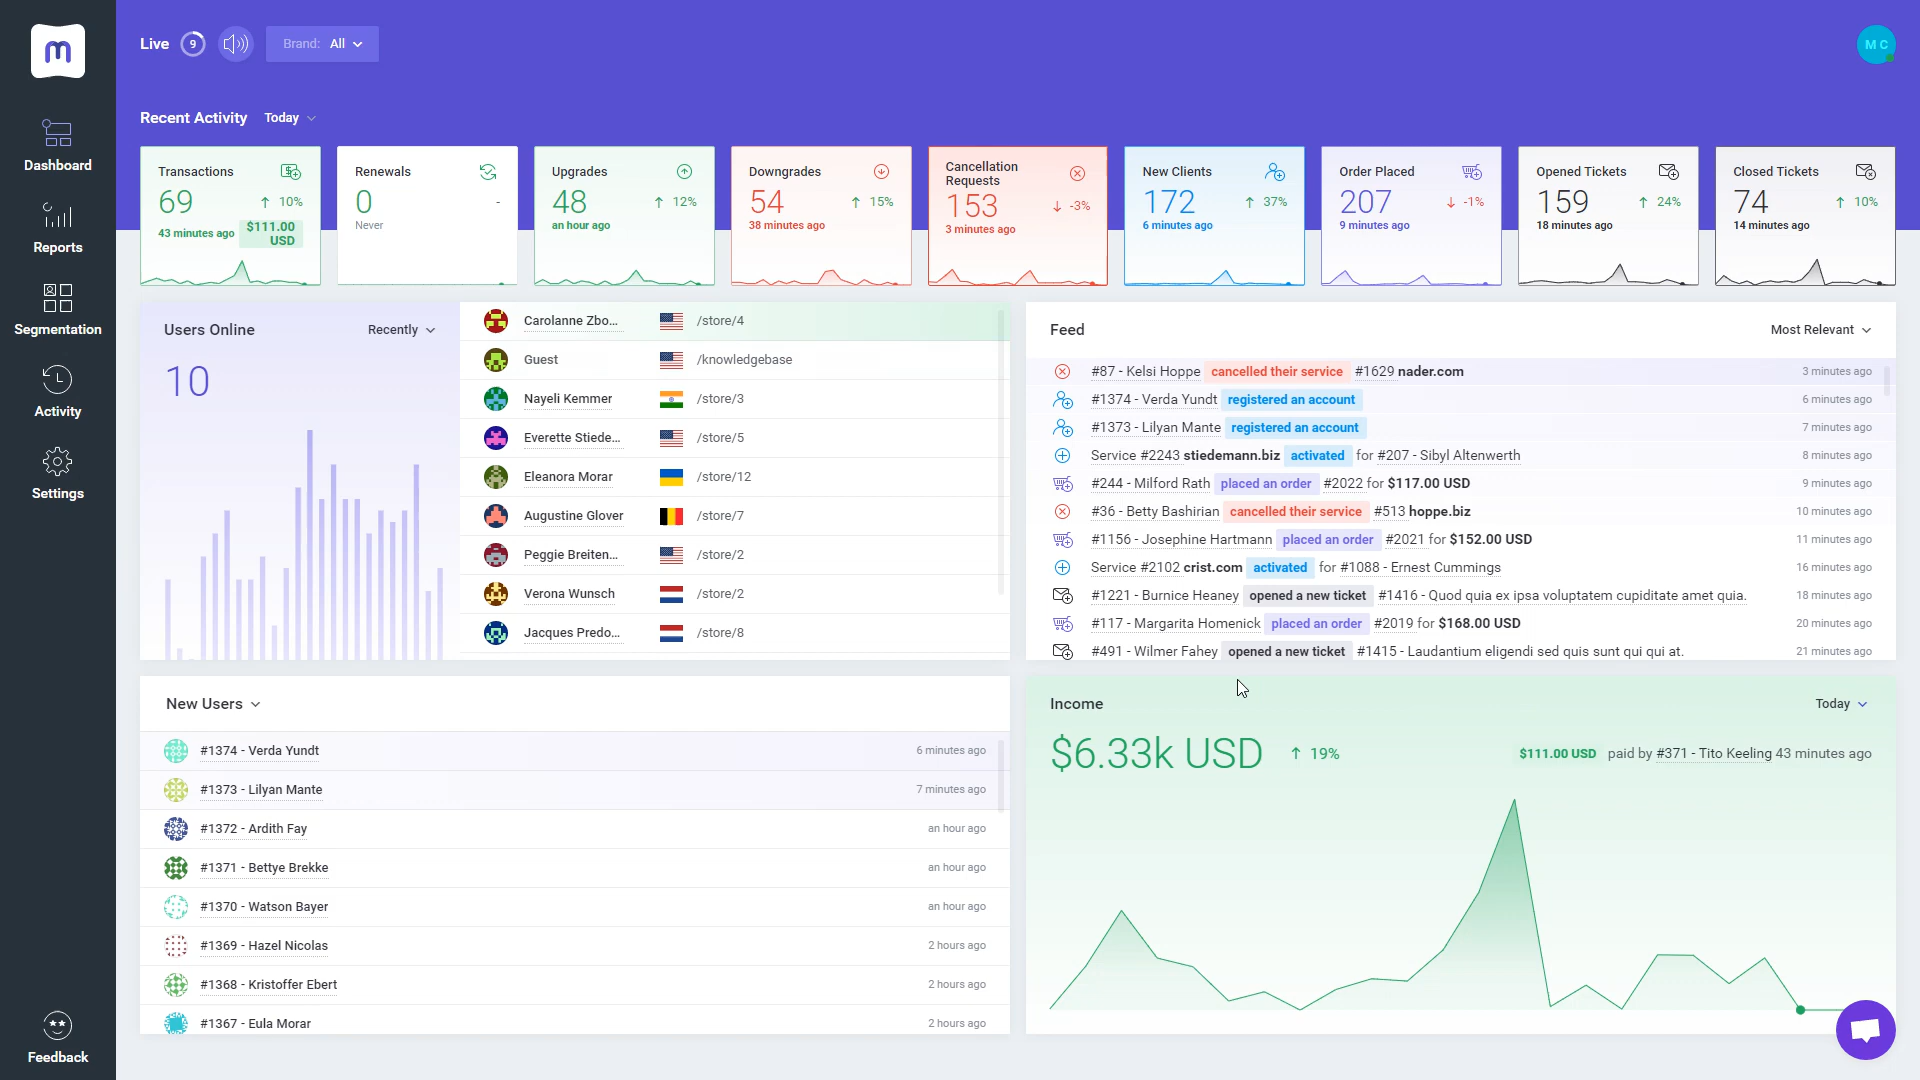 m
Live 9 Brand: All
M C
Dashboard
Reports
Segmentation
Activity
Settings
Feedback
Recent Activity Today
Transactions
69 10%
43 minutes ago $111.00 USD
Renewals
0 -
Never
Upgrades
48 12%
an hour ago
Downgrades
54 15%
38 minutes ago
Cancellation
Requests
153 -3%
3 minutes ago
New Clients
172 37%
6 minutes ago
Order Placed
207 -1%
9 minutes ago
Opened Tickets
159 24%
18 minutes ago
Closed Tickets
74 10%
14 minutes ago
Users Online Recently
10
Carolanne Zbo... /store/4
Guest /knowledgebase
Nayeli Kemmer /store/3
Everette Stiede... /store/5
Eleanora Morar /store/12
Augustine Glover /store/7
Peggie Breiten... /store/2
Verona Wunsch /store/2
Jacques Predo... /store/8
Feed Most Relevant
#87 - Kelsi Hoppe cancelled their service #1629 nader.com 3 minutes ago
#1374 - Verda Yundt registered an account 6 minutes ago
#1373 - Lilyan Mante registered an account 7 minutes ago
Service #2243 stiedemann.biz activated for #207 - Sibyl Altenwerth 8 minutes ago
#244 - Milford Rath placed an order #2022 for $117.00 USD 9 minutes ago
#36 - Betty Bashirian cancelled their service #513 hoppe.biz 10 minutes ago
#1156 - Josephine Hartmann placed an order #2021 for $152.00 USD 11 minutes ago
Service #2102 crist.com activated for #1088 - Ernest Cummings 16 minutes ago
#1221 - Burnice Heaney opened a new ticket #1416 - Quod quia ex ipsa voluptatem cupiditate amet quia. 18 minutes ago
#117 - Margarita Homenick placed an order #2019 for $168.00 USD 20 minutes ago
#491 - Wilmer Fahey opened a new ticket #1415 - Laudantium eligendi sed quis sunt qui qui at. 21 minutes ago
New Users
#1374 - Verda Yundt 6 minutes ago
#1373 - Lilyan Mante 7 minutes ago
#1372 - Ardith Fay an hour ago
#1371 - Bettye Brekke an hour ago
#1370 - Watson Bayer an hour ago
#1369 - Hazel Nicolas 2 hours ago
#1368 - Kristoffer Ebert 2 hours ago
#1367 - Eula Morar 2 hours ago
Income Today
$6.33k USD 19% $111.00 USD paid by #371 - Tito Keeling 43 minutes ago